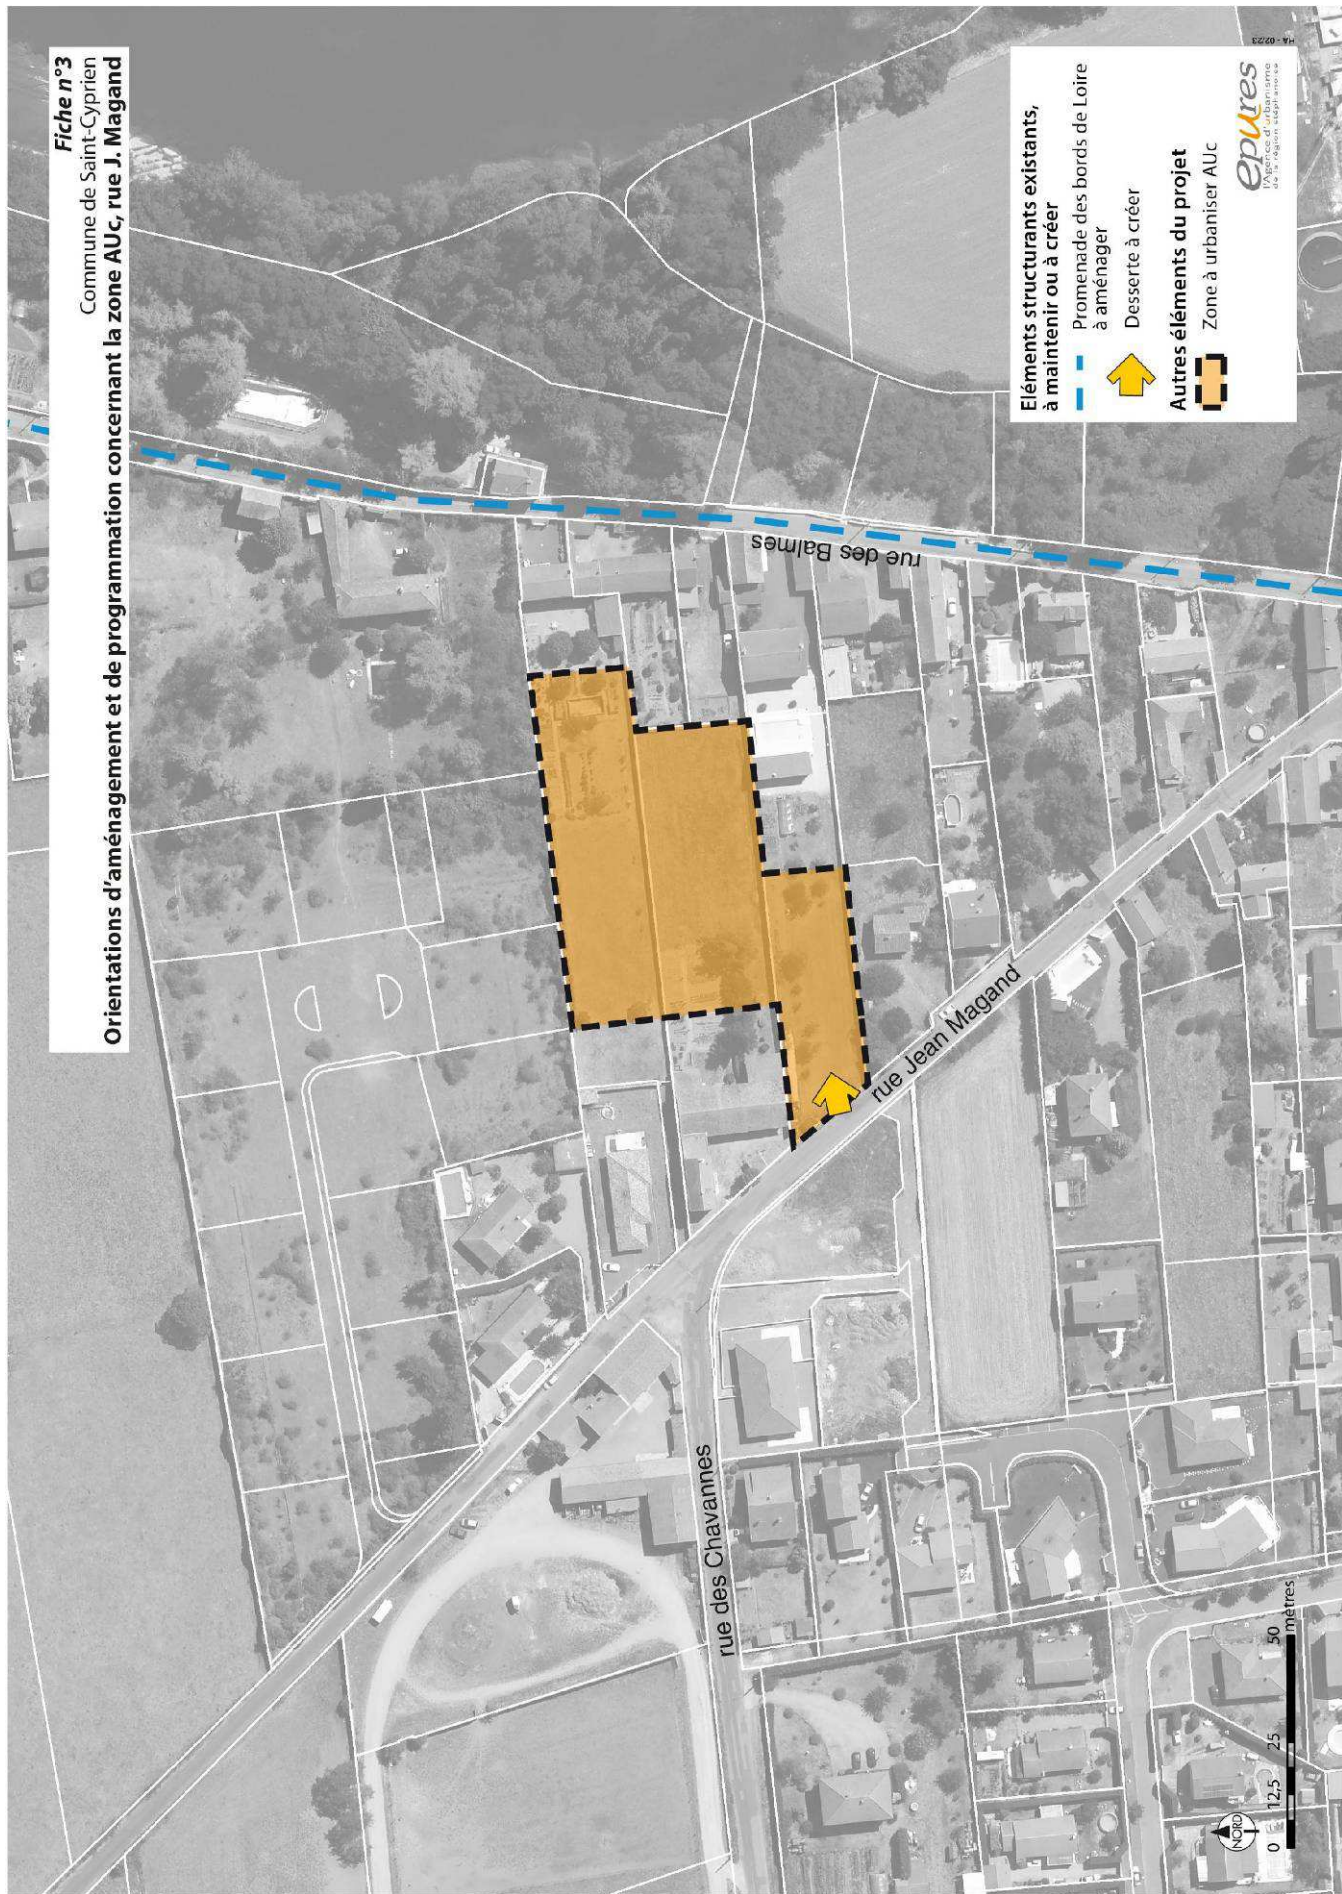 Fiche n°3
Commune de Saint-Cyprien
Orientations d'aménagement et de programmation concernant la zone AUc, rue J. Magand
rue des Balmes
rue Jean Magand
rue des Chavannes
Eléments structurants existants,
à maintenir ou à créer
Promenade des bords de Loire
à aménager
Desserte à créer
Autres éléments du projet
Zone à urbaniser AUc
epures
l'Agence d'urbanisme
de la région stéphanoise
HA - 02/23
NORD
0 12,5 25 50
mètres